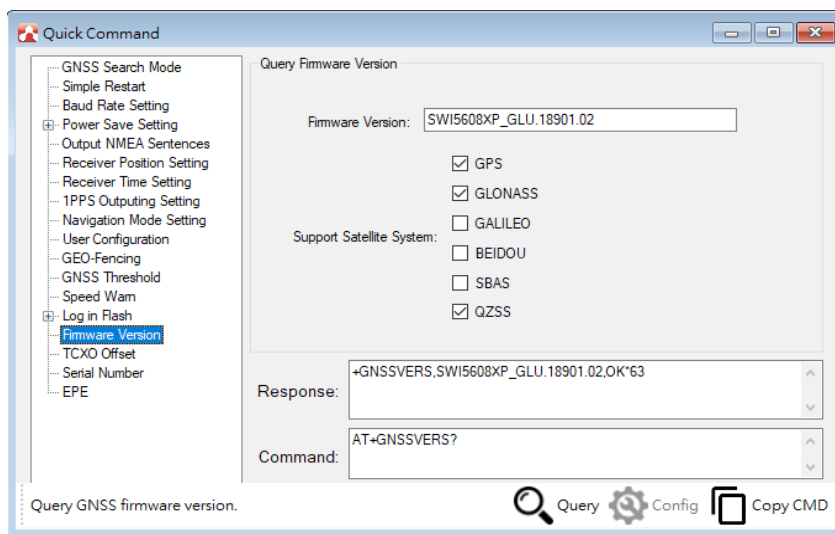 Quick Command
GNSS Search Mode
Simple Restart
Baud Rate Setting
Power Save Setting
Output NMEA Sentences
Receiver Position Setting
Receiver Time Setting
1PPS Outputing Setting
Navigation Mode Setting
User Configuration
GEO-Fencing
GNSS Threshold
Speed Warn
Log in Flash
Firmware Version
TCXO Offset
Serial Number
EPE
Query Firmware Version
Firmware Version: SWI5608XP_GLU.18901.02
Support Satellite System:
GPS
GLONASS
GALILEO
BEIDOU
SBAS
QZSS
Response: +GNSSVERS,SWI5608XP_GLU.18901.02,OK*63
Command: AT+GNSSVERS?
Query GNSS firmware version.
Query Config Copy CMD